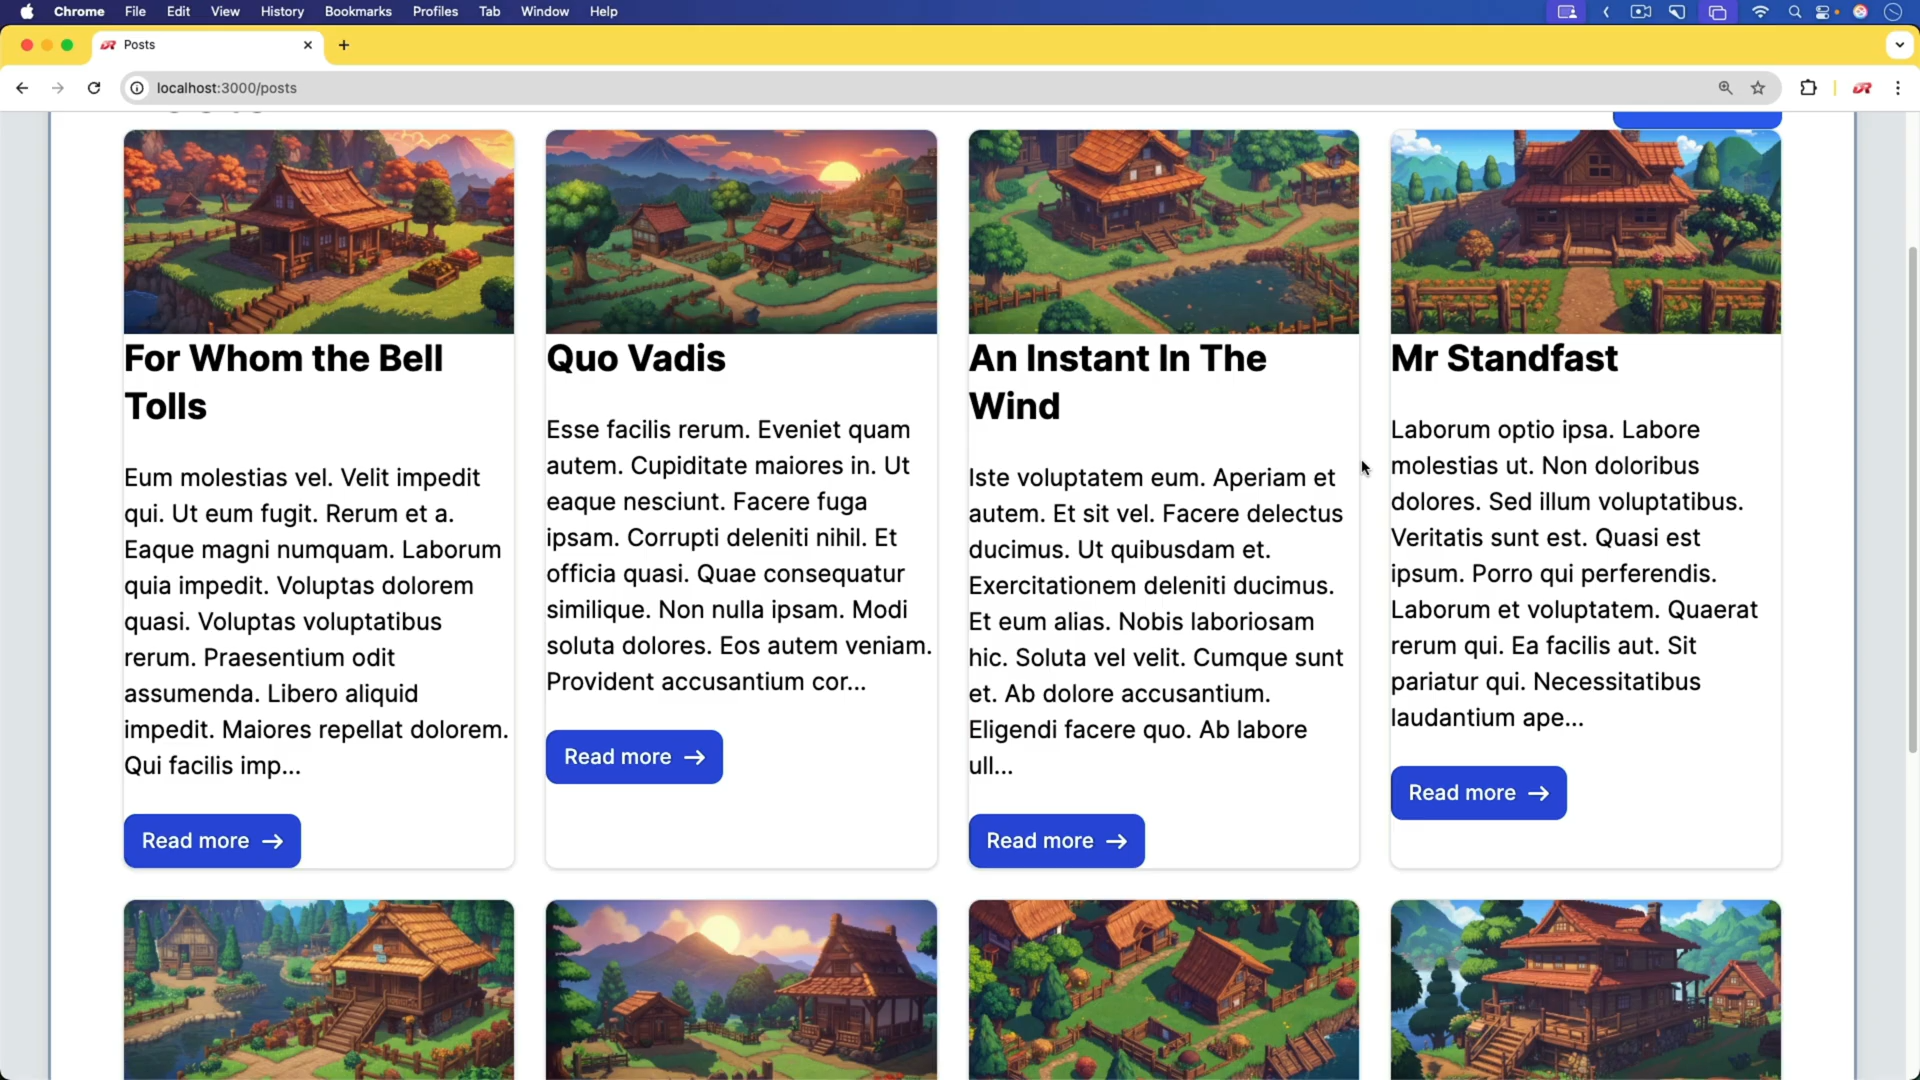 Chrome File Edit View History Bookmarks Profiles Tab Window Help
Posts
localhost:3000/posts
For Whom the Bell
Tolls
Eum molestias vel. Velit impedit
qui. Ut eum fugit. Rerum et a.
Eaque magni numquam. Laborum
quia impedit. Voluptas dolorem
quasi. Voluptas voluptatibus
rerum. Praesentium odit
assumenda. Libero aliquid
impedit. Maiores repellat dolorem.
Qui facilis imp...
Read more
Quo Vadis
Esse facilis rerum. Eveniet quam
autem. Cupiditate maiores in. Ut
eaque nesciunt. Facere fuga
ipsam. Corrupti deleniti nihil. Et
officia quasi. Quae consequatur
similique. Non nulla ipsam. Modi
soluta dolores. Eos autem veniam.
Provident accusantium cor...
Read more
An Instant In The
Wind
Iste voluptatem eum. Aperiam et
autem. Et sit vel. Facere delectus
ducimus. Ut quibusdam et.
Exercitationem deleniti ducimus.
Et eum alias. Nobis laboriosam
hic. Soluta vel velit. Cumque sunt
et. Ab dolore accusantium.
Eligendi facere quo. Ab labore
ull...
Read more
Mr Standfast
Laborum optio ipsa. Labore
molestias ut. Non doloribus
dolores. Sed illum voluptatibus.
Veritatis sunt est. Quasi est
ipsum. Porro qui perferendis.
Laborum et voluptatem. Quaerat
rerum qui. Ea facilis aut. Sit
pariatur qui. Necessitatibus
laudantium ape...
Read more